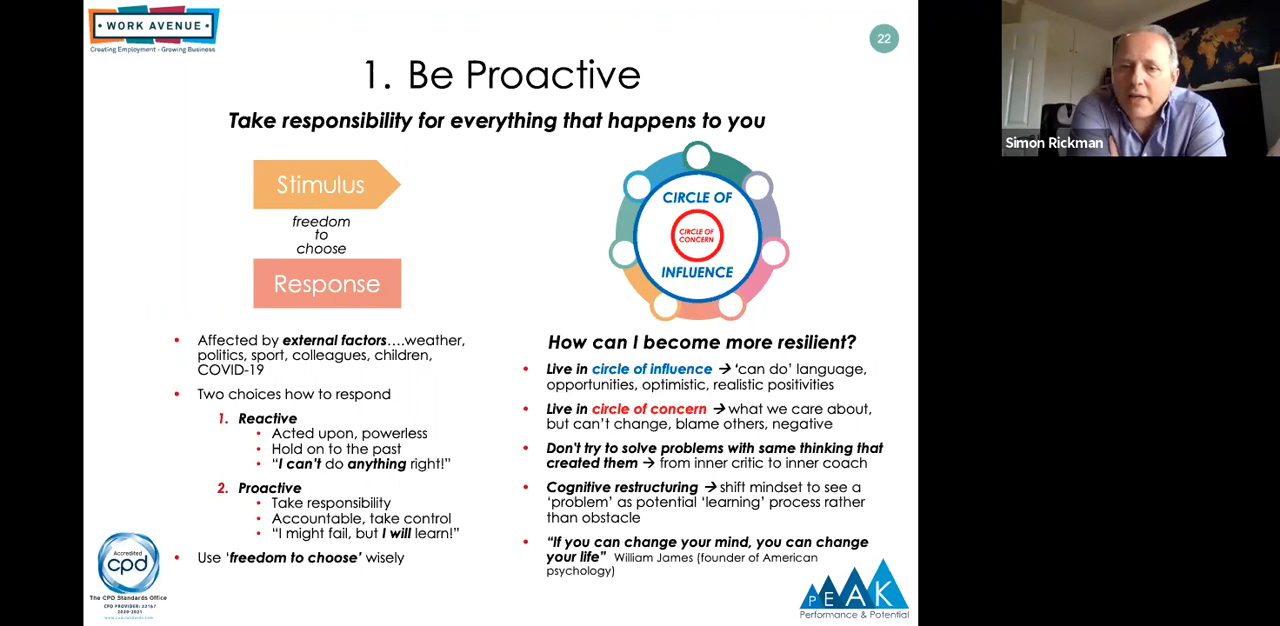 • WORK AVENUE •
Creating Employment • Growing Business
22
1. Be Proactive
Take responsibility for everything that happens to you
Stimulus
freedom
to
choose
Response
CIRCLE OF
CIRCLE OF
CONCERN
INFLUENCE
• Affected by external factors….weather,
politics, sport, colleagues, children,
COVID-19
• Two choices how to respond
1. Reactive
• Acted upon, powerless
• Hold on to the past
• “I can’t do anything right!”
2. Proactive
• Take responsibility
• Accountable, take control
• “I might fail, but I will learn!”
• Use ‘freedom to choose’ wisely
How can I become more resilient?
• Live in circle of influence → ‘can do’ language,
opportunities, optimistic, realistic positivities
• Live in circle of concern → what we care about,
but can’t change, blame others, negative
• Don't try to solve problems with same thinking that
created them → from inner critic to inner coach
• Cognitive restructuring → shift mindset to see a
‘problem’ as potential ‘learning’ process rather
than obstacle
• “If you can change your mind, you can change
your life” William James (founder of American
psychology)
Accredited
cpd
The CPD Standards Office
CPD PROVIDER: 22167
2020-2021
www.cpdstandards.com
PEAK
Performance & Potential
Simon Rickman